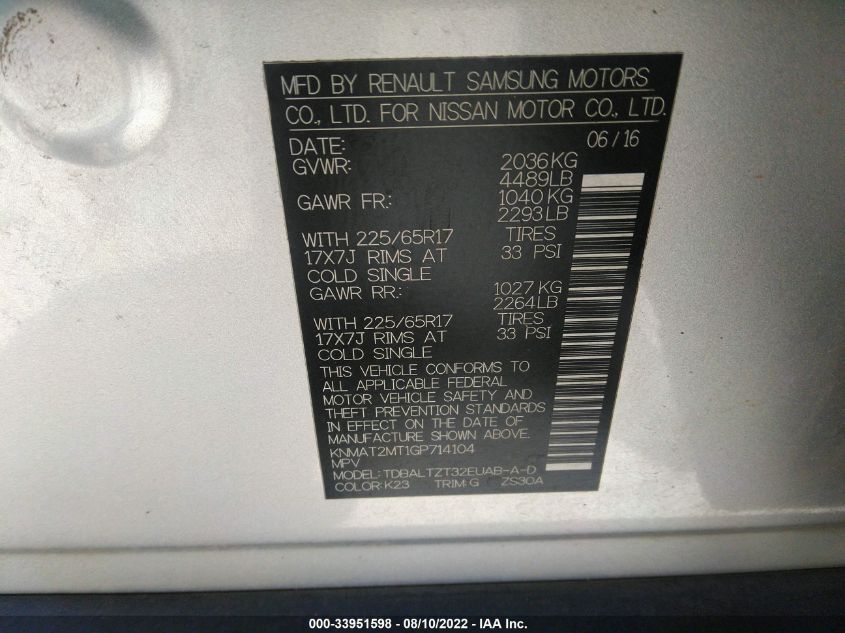 MFD BY RENAULT SAMSUNG MOTORS
CO., LTD. FOR NISSAN MOTOR CO., LTD.
DATE: 06/16
GVWR: 2036KG
4489LB
GAWR FR.: 1040 KG
2293LB
WITH 225/65R17 TIRES
17X7J RIMS AT 33 PSI
COLD SINGLE
GAWR RR.: 1027 KG
2264LB
WITH 225/65R17 TIRES
17X7J RIMS AT 33 PSI
COLD SINGLE
THIS VEHICLE CONFORMS TO
ALL APPLICABLE FEDERAL
MOTOR VEHICLE SAFETY AND
THEFT PREVENTION STANDARDS
IN EFFECT ON THE DATE OF
MANUFACTURE SHOWN ABOVE.
KNMAT2MT1GP714104
MPV
MODEL: TDBALTZT32EUAB-A-D
COLOR: K23 TRIM: G ZS30A
000-33951598 - 08/10/2022 - IAA Inc.